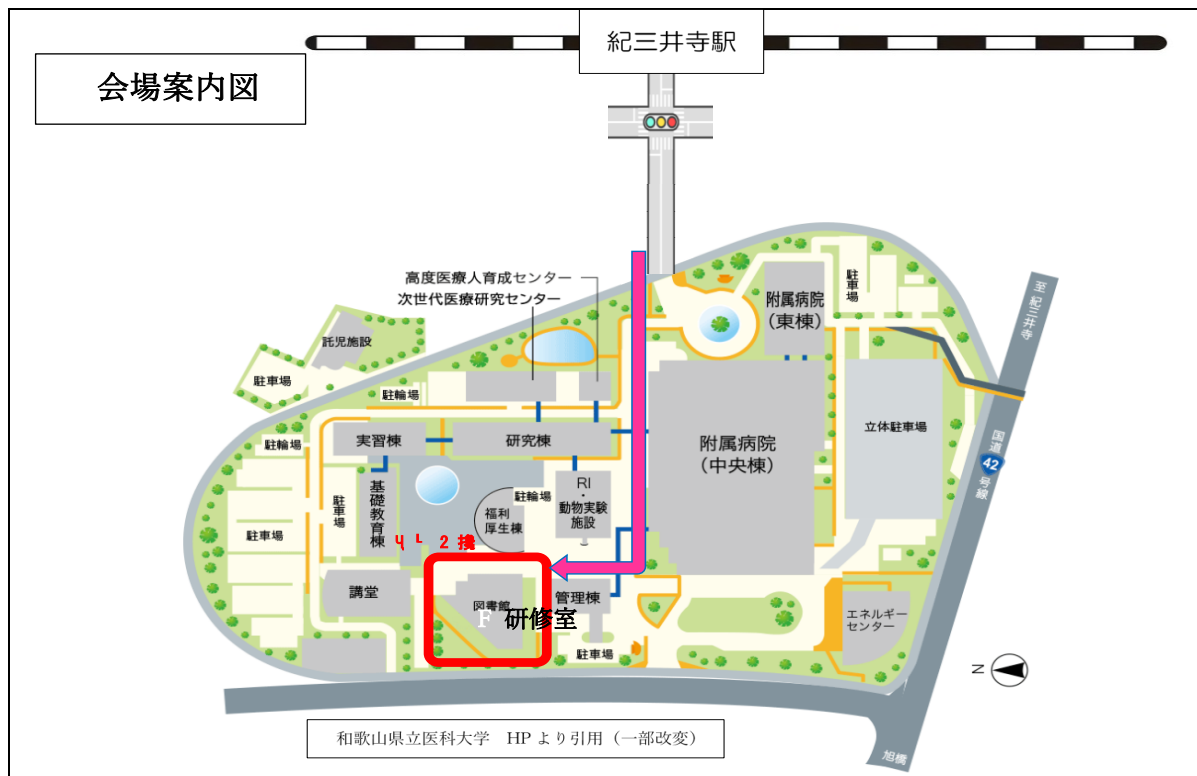 紀三井寺駅
会場案内図
高度医療人育成センター
次世代医療研究センター
附属病院
(東棟)
駐車場
至 紀三井寺
託児施設
駐車場
駐輪場
駐輪場
実習棟
研究棟
附属病院
(中央棟)
立体駐車場
国道42号線
RI
・
動物実験
施設
駐輪場
福利
厚生棟
基礎教育棟
駐車場
駐車場
講堂
図書館
F 研修室
管理棟
駐車場
エネルギー
センター
N
旭橋
和歌山県立医科大学 HPより引用(一部改変)